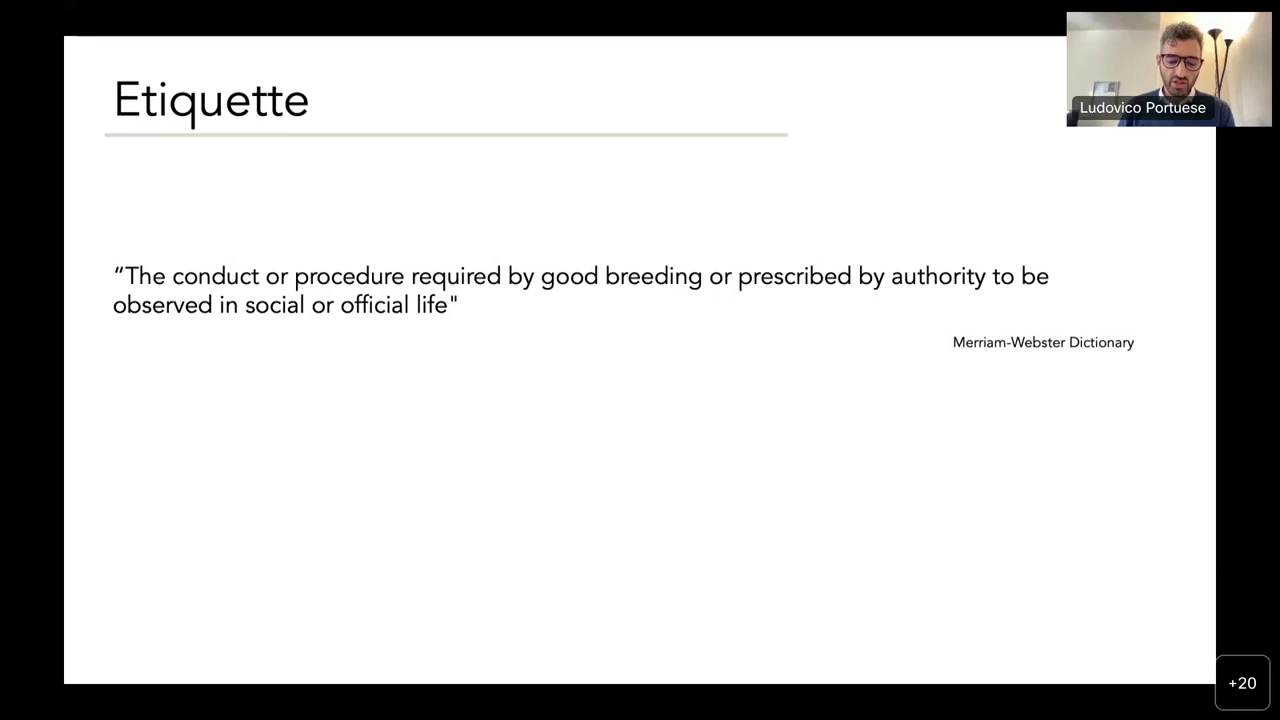 Etiquette
Ludovico Portuese
“The conduct or procedure required by good breeding or prescribed by authority to be
observed in social or official life"
Merriam-Webster Dictionary
+20